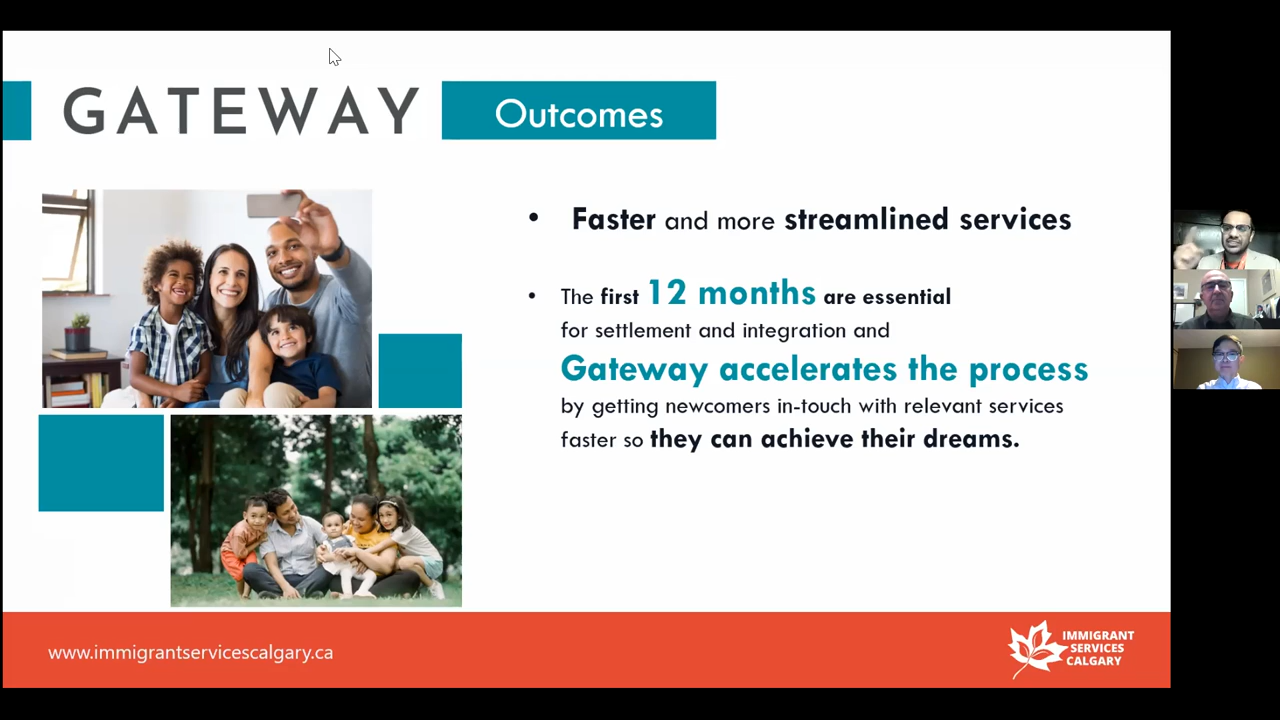 GATEWAY Outcomes
• Faster and more streamlined services
• The first 12 months are essential
for settlement and integration and
Gateway accelerates the process
by getting newcomers in-touch with relevant services
faster so they can achieve their dreams.
www.immigrantservicescalgary.ca
IMMIGRANT
SERVICES
CALGARY